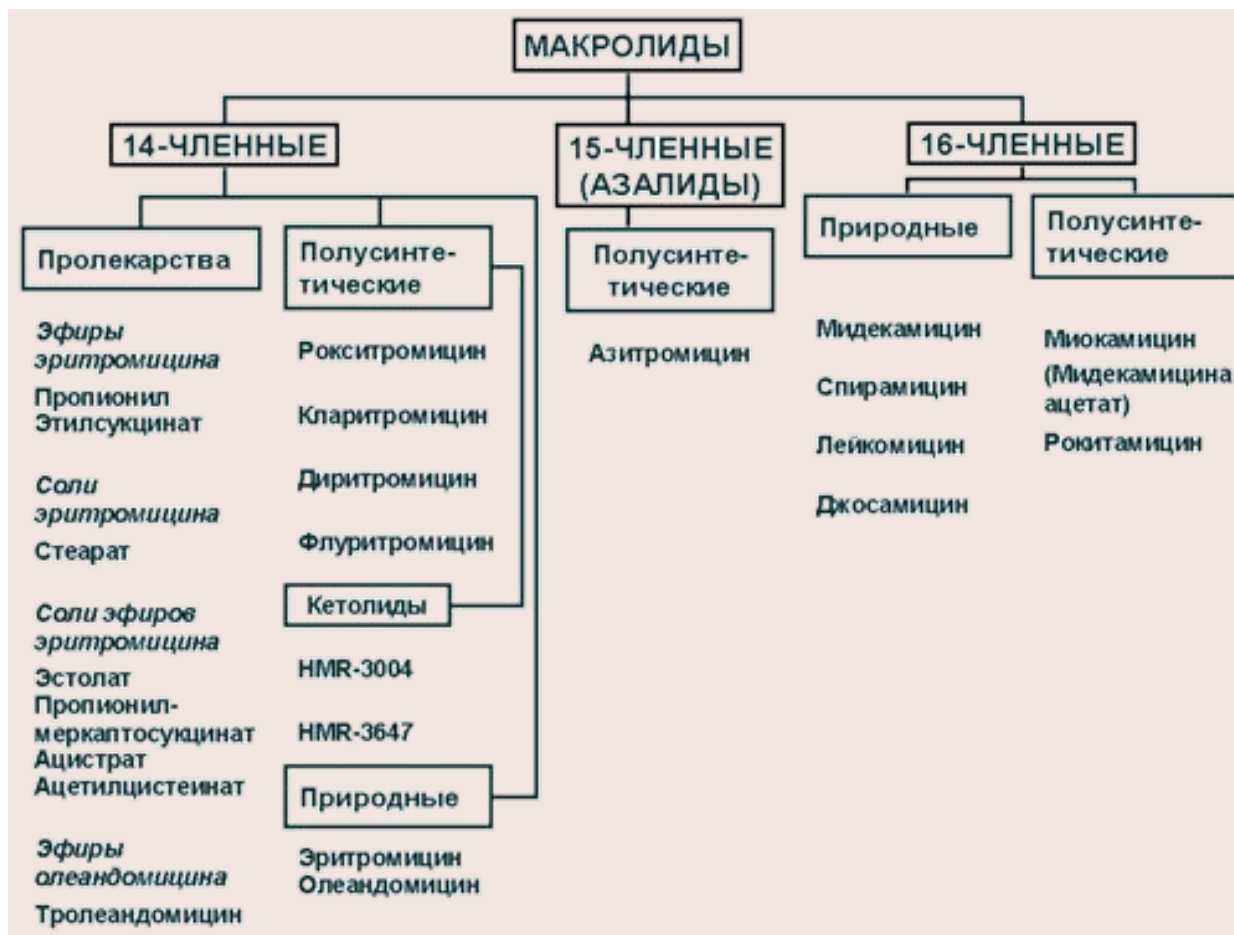 МАКРОЛИДЫ
14-ЧЛЕННЫЕ
Пролекарства
Эфиры
эритромицина
Пропионил
Этилсукцинат
Соли
эритромицина
Стеарат
Соли эфиров
эритромицина
Эстолат
Пропионил-
меркаптосукцинат
Ацистрат
Ацетилцистеинат
Эфиры
олеандомицина
Тролеандомицин
Полусинте-
тические
Рокситромицин
Кларитромицин
Диритромицин
Флуритромицин
Кетолиды
HMR-3004
HMR-3647
Природные
Эритромицин
Олеандомицин
15-ЧЛЕННЫЕ
(АЗАЛИДЫ)
Полусинте-
тические
Азитромицин
16-ЧЛЕННЫЕ
Природные
Мидекамицин
Спирамицин
Лейкомицин
Джосамицин
Полусинте-
тические
Миокамицин
(Мидекамицина
ацетат)
Рокитамицин